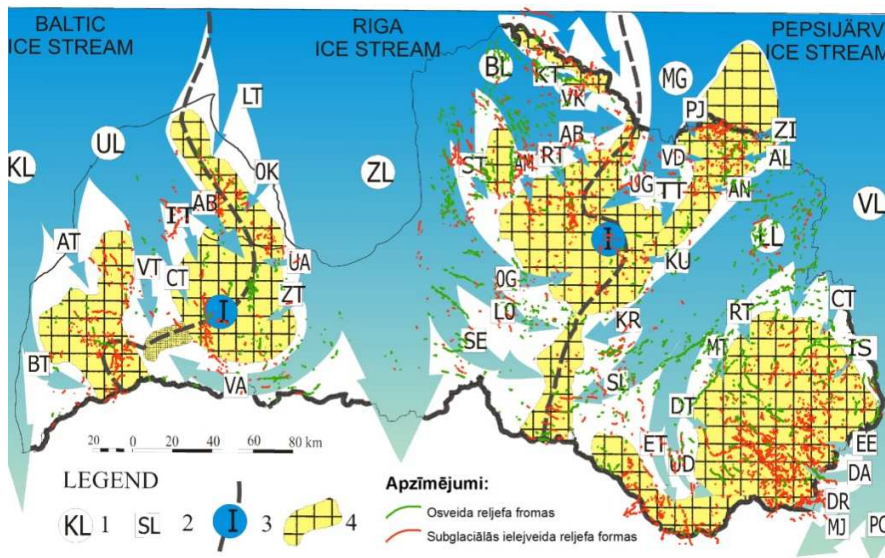 BALTIC
ICE STREAM
RIGA
ICE STREAM
PEPSIJÄRV
ICE STREAM
LT
BL
KT
MG
VK
PJ
ZI
UL
KL
OK
ZL
AB
ST
AM
RT
VD
AL
AB
IT
UG
TT
AN
VL
AT
VT
CT
UA
I
LL
KU
ZT
OG
I
LO
KR
RT
CT
SE
MT
IS
BT
VA
SL
DT
ET
UD
EE
DA
DR
MJ
PO
20 0 20 40 60 80 km
LEGEND
KL 1 SL 2 I 3 4
Apzīmējumi:
Osveida reljefa fromas
Subglaciālās ielejveida reljefa formas